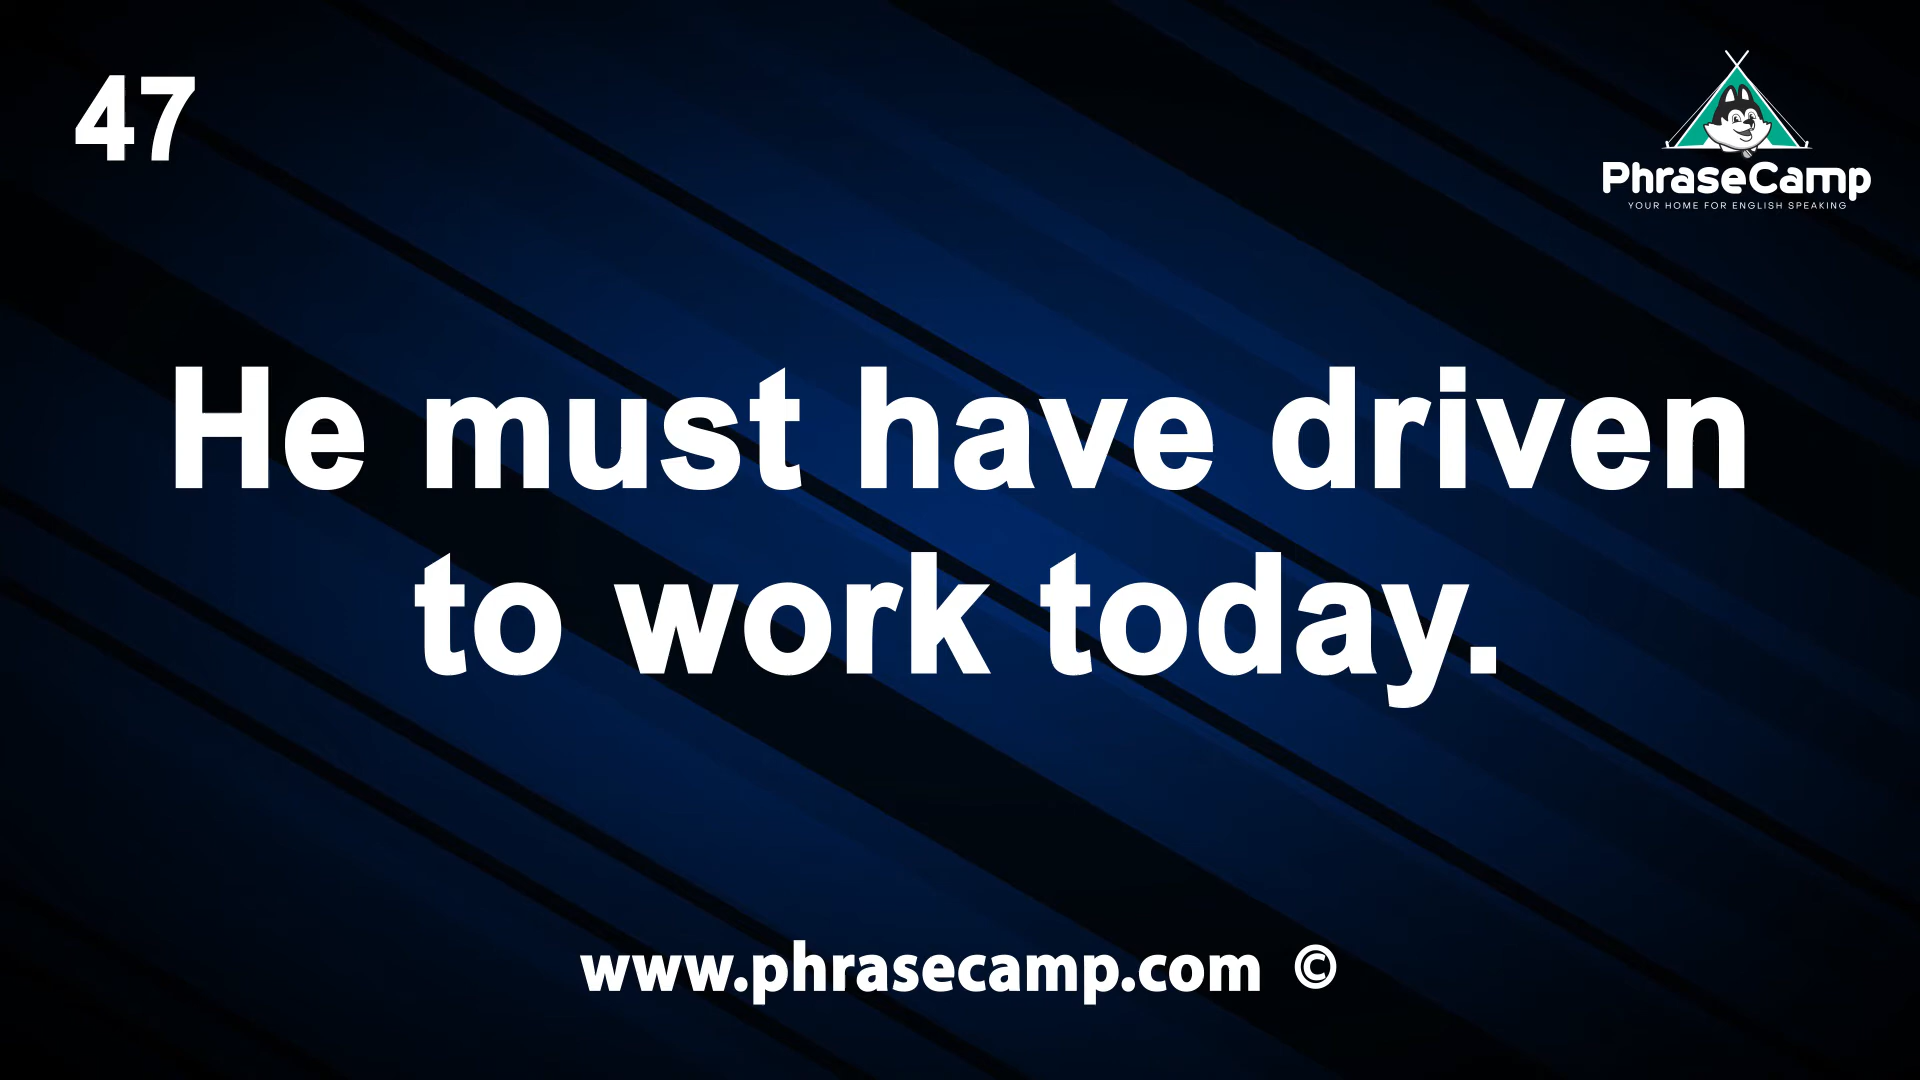 47
PhraseCamp
YOUR HOME FOR ENGLISH SPEAKING
He must have driven
to work today.
www.phrasecamp.com ©